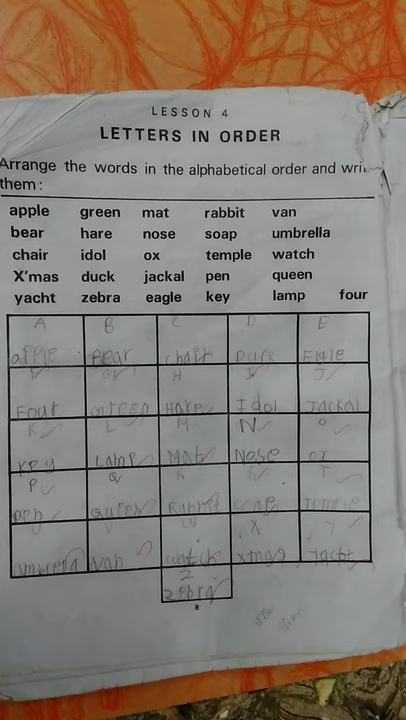 LESSON 4
LETTERS IN ORDER
Arrange the words in the alphabetical order and
them :
apple green mat rabbit van
bear hare nose soap umbrella
chair idol ox temple watch
X'mas duck jackal pen queen
yacht zebra eagle key lamp four
A B C D E
apple Bear chair Duck
H J
Four Green Hare Idol Jackal
K L M N O
key Lamp Mat Nose ox
P Q T
pen Queen Rabbit soap Temple
X Y
umbrella van xmas yacht
Z
zebra
8